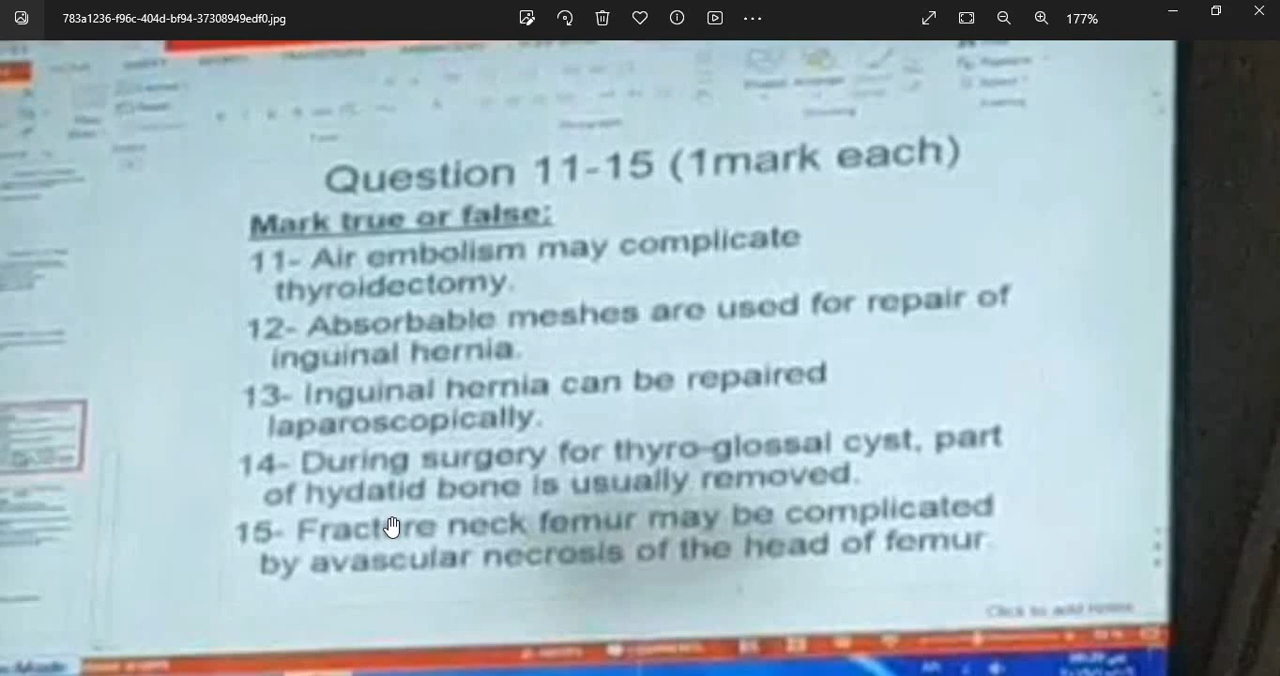 783a1236-f96c-404d-bf94-37308949edf0.jpg
177%
Question 11-15 (1mark each)
Mark true or false:
11- Air embolism may complicate
thyroidectomy.
12- Absorbable meshes are used for repair of
inguinal hernia.
13- Inguinal hernia can be repaired
laparoscopically.
14- During surgery for thyro-glossal cyst, part
of hydatid bone is usually removed.
15- Fracture neck femur may be complicated
by avascular necrosis of the head of femur
Click to add notes